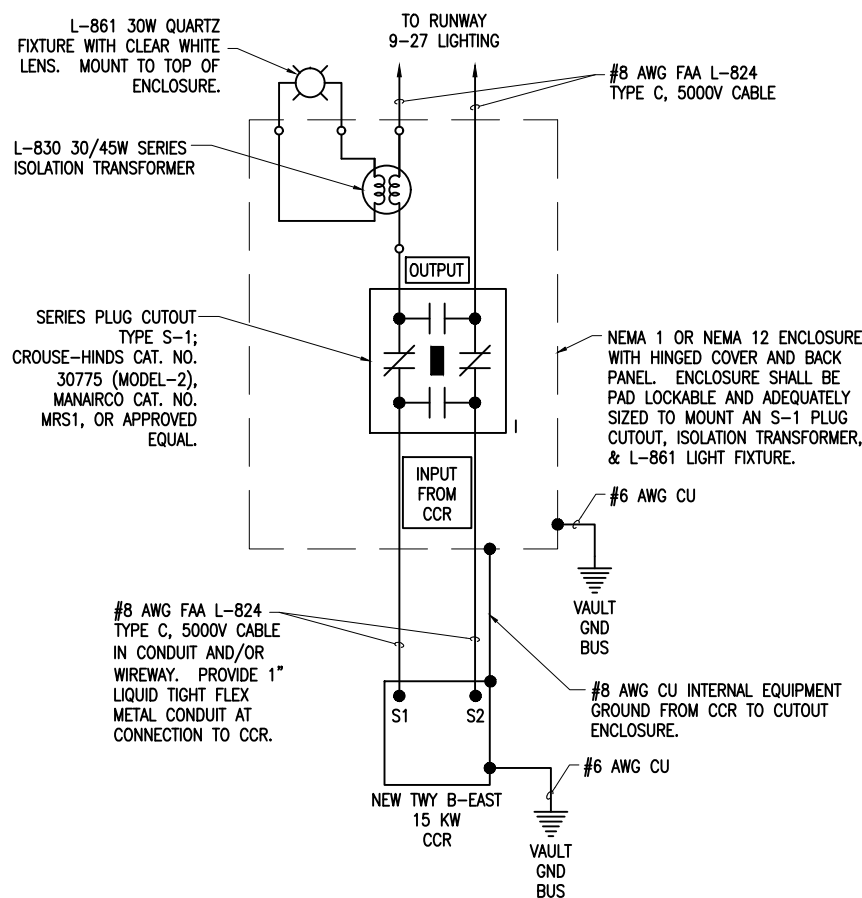 L-861 30W QUARTZ
FIXTURE WITH CLEAR WHITE
LENS. MOUNT TO TOP OF
ENCLOSURE.
TO RUNWAY
9-27 LIGHTING
#8 AWG FAA L-824
TYPE C, 5000V CABLE
L-830 30/45W SERIES
ISOLATION TRANSFORMER
OUTPUT
SERIES PLUG CUTOUT
TYPE S-1;
CROUSE-HINDS CAT. NO.
30775 (MODEL-2),
MANAIRCO CAT. NO.
MRS1, OR APPROVED
EQUAL.
NEMA 1 OR NEMA 12 ENCLOSURE
WITH HINGED COVER AND BACK
PANEL. ENCLOSURE SHALL BE
PAD LOCKABLE AND ADEQUATELY
SIZED TO MOUNT AN S-1 PLUG
CUTOUT, ISOLATION TRANSFORMER,
& L-861 LIGHT FIXTURE.
INPUT
FROM
CCR
#6 AWG CU
VAULT
GND
BUS
#8 AWG FAA L-824
TYPE C, 5000V CABLE
IN CONDUIT AND/OR
WIREWAY. PROVIDE 1"
LIQUID TIGHT FLEX
METAL CONDUIT AT
CONNECTION TO CCR.
S1
S2
#8 AWG CU INTERNAL EQUIPMENT
GROUND FROM CCR TO CUTOUT
ENCLOSURE.
#6 AWG CU
NEW TWY B-EAST
15 KW
CCR
VAULT
GND
BUS